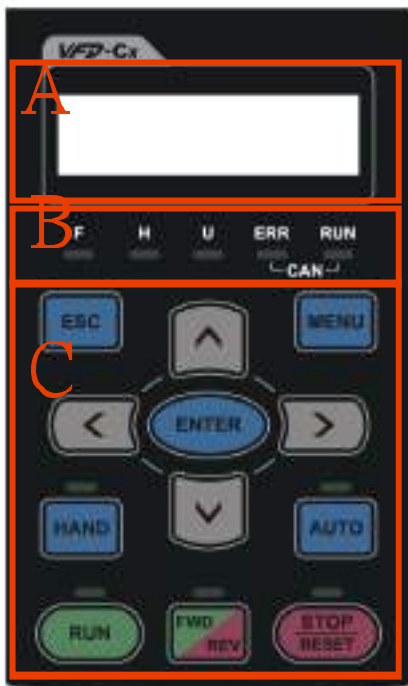 VFD-Cx
A
B
F H U ERR RUN
CAN
C
ESC MENU
ENTER
HAND AUTO
RUN FWD REV STOP RESET